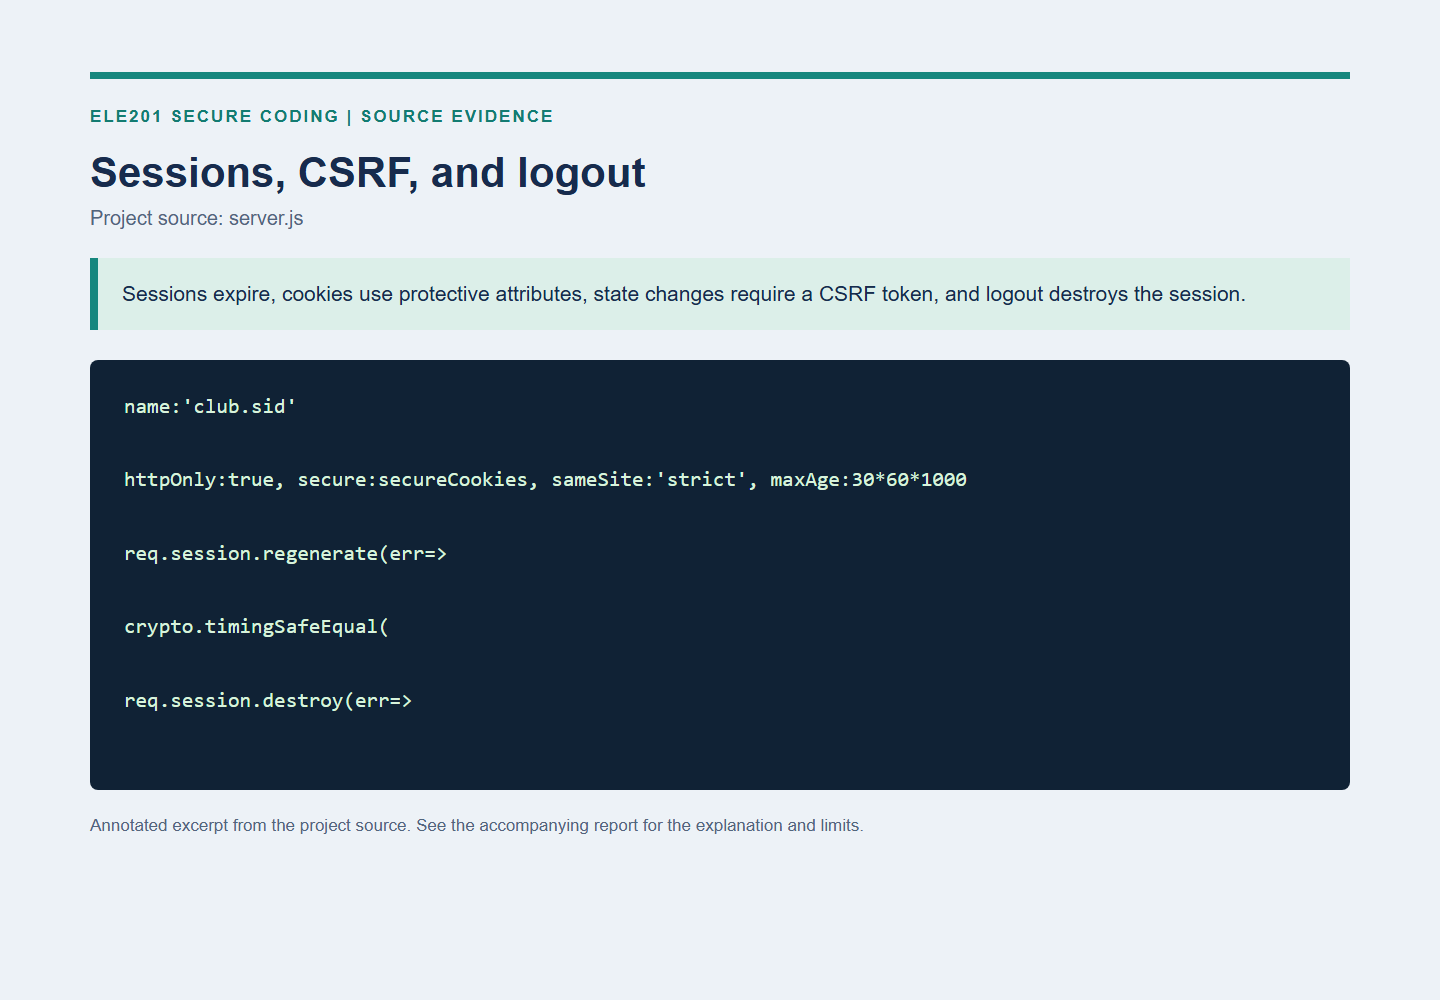 ELE201 SECURE CODING | SOURCE EVIDENCE
Sessions, CSRF, and logout
Project source: server.js
Sessions expire, cookies use protective attributes, state changes require a CSRF token, and logout destroys the session.
name:'club.sid'
httpOnly:true, secure:secureCookies, sameSite:'strict', maxAge:30*60*1000
req.session.regenerate(err=>
crypto.timingSafeEqual(
req.session.destroy(err=>
Annotated excerpt from the project source. See the accompanying report for the explanation and limits.